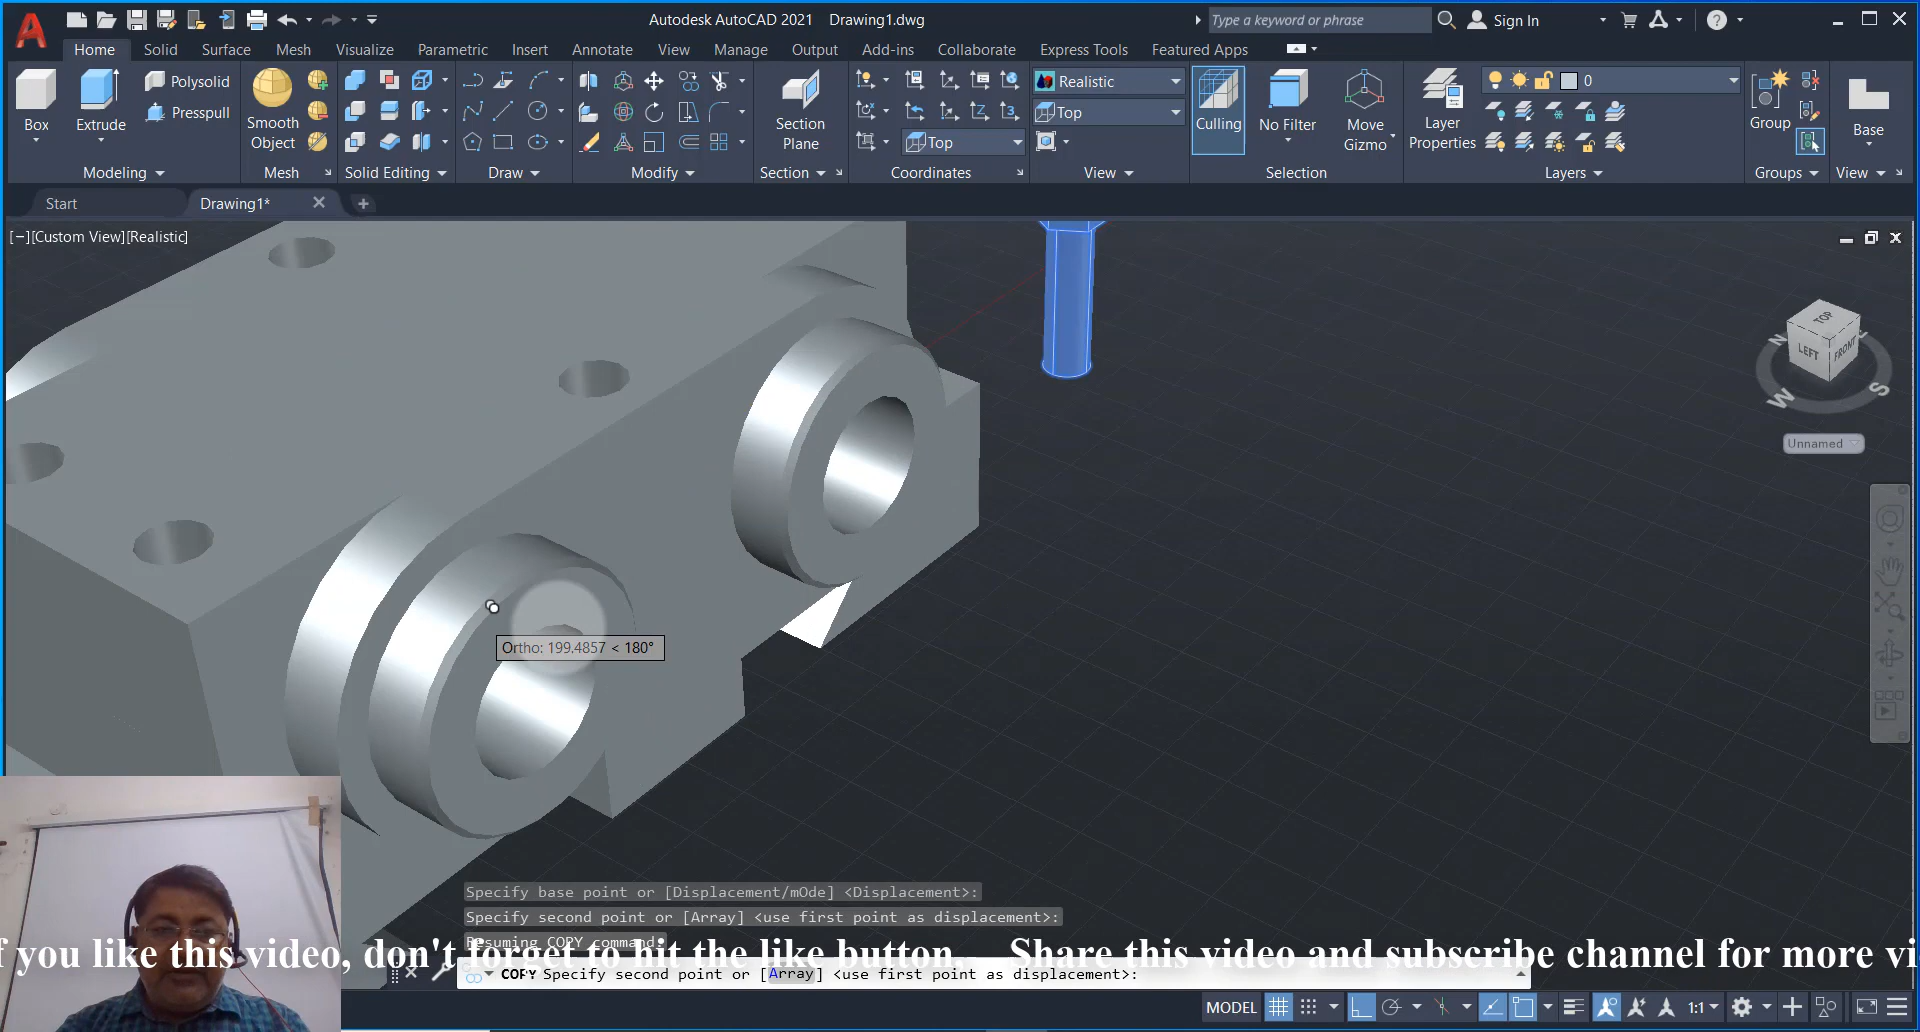 Autodesk AutoCAD 2021 Drawing1.dwg
Type a keyword or phrase
Sign In
Home Solid Surface Mesh Visualize Parametric Insert Annotate View Manage Output Add-ins Collaborate Express Tools Featured Apps
Box
Extrude
Polysolid
Presspull
Smooth
Object
Section
Plane
Top
Realistic
Top
Culling
No Filter
Move
Gizmo
Layer
Properties
0
Group
Base
Modeling Mesh Solid Editing Draw Modify Section Coordinates View Selection Layers Groups View
Start Drawing1*
[−][Custom View][Realistic]
TOP
LEFT FRONT
N
W S
Unnamed
Ortho: 199.4857 < 180°
Specify base point or [Displacement/mOde] <Displacement>:
Specify second point or [Array] <use first point as displacement>:
Resuming COPY command.
f you like this video, don't forget to hit the like button, Share this video and subscribe channel for more vi
COPY Specify second point or [Array] <use first point as displacement>:
MODEL 1:1